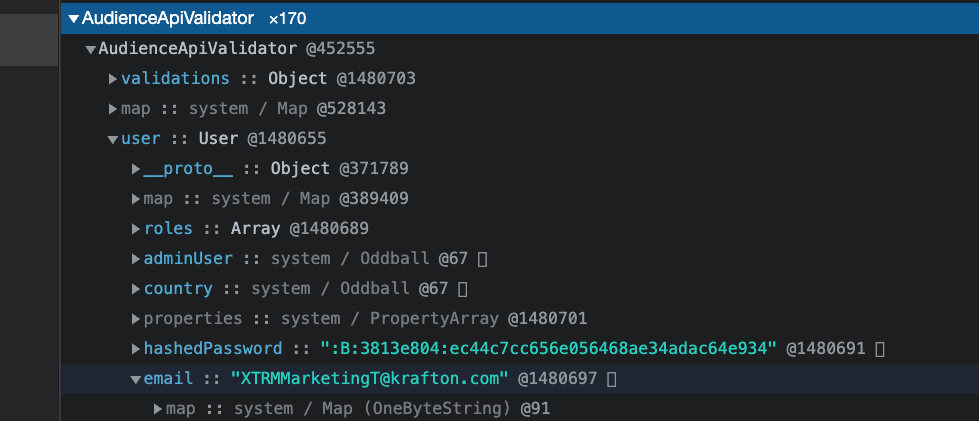 ▼AudienceApiValidator ×170
▼AudienceApiValidator @452555
▶validations :: Object @1480703
▶map :: system / Map @528143
▼user :: User @1480655
▶__proto__ :: Object @371789
▶map :: system / Map @389409
▶roles :: Array @1480689
▶adminUser :: system / Oddball @67 ▯
▶country :: system / Oddball @67 ▯
▶properties :: system / PropertyArray @1480701
▶hashedPassword :: ":B:3813e804:ec44c7cc656e056468ae34adac64e934" @1480691 ▯
▼email :: "XTRMMarketingT@krafton.com" @1480697 ▯
▶map :: system / Map (OneByteString) @91